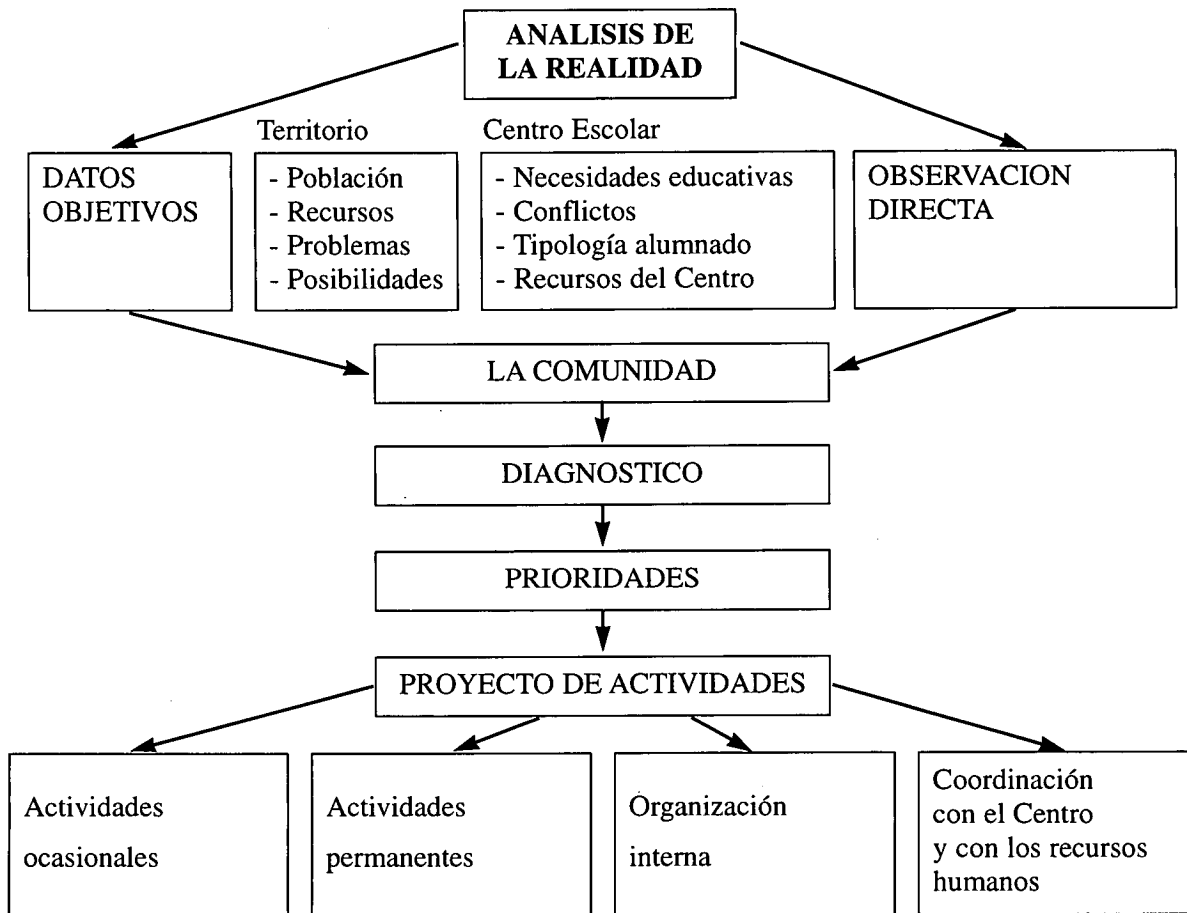 ANALISIS DE
LA REALIDAD
Territorio
Centro Escolar
DATOS
OBJETIVOS
- Población
- Recursos
- Problemas
- Posibilidades
- Necesidades educativas
- Conflictos
- Tipología alumnado
- Recursos del Centro
OBSERVACION
DIRECTA
LA COMUNIDAD
DIAGNOSTICO
PRIORIDADES
PROYECTO DE ACTIVIDADES
Actividades
ocasionales
Actividades
permanentes
Organización
interna
Coordinación
con el Centro
y con los recursos
humanos